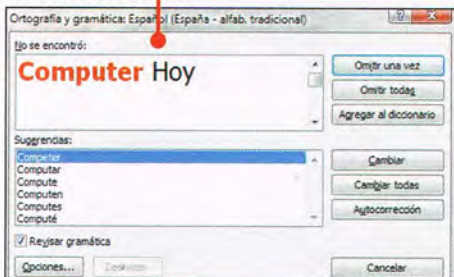 Ortografía y gramática: Español (España - alfab. tradicional)
No se encontró:
Computer Hoy
Omitir una vez
Omitir todas
Agregar al diccionario
Sugerencias:
Competer
Computar
Compute
Computen
Computes
Computé
Cambiar
Cambiar todas
Autocorrección
Revisar gramática
Opciones...
Deshacer
Cancelar